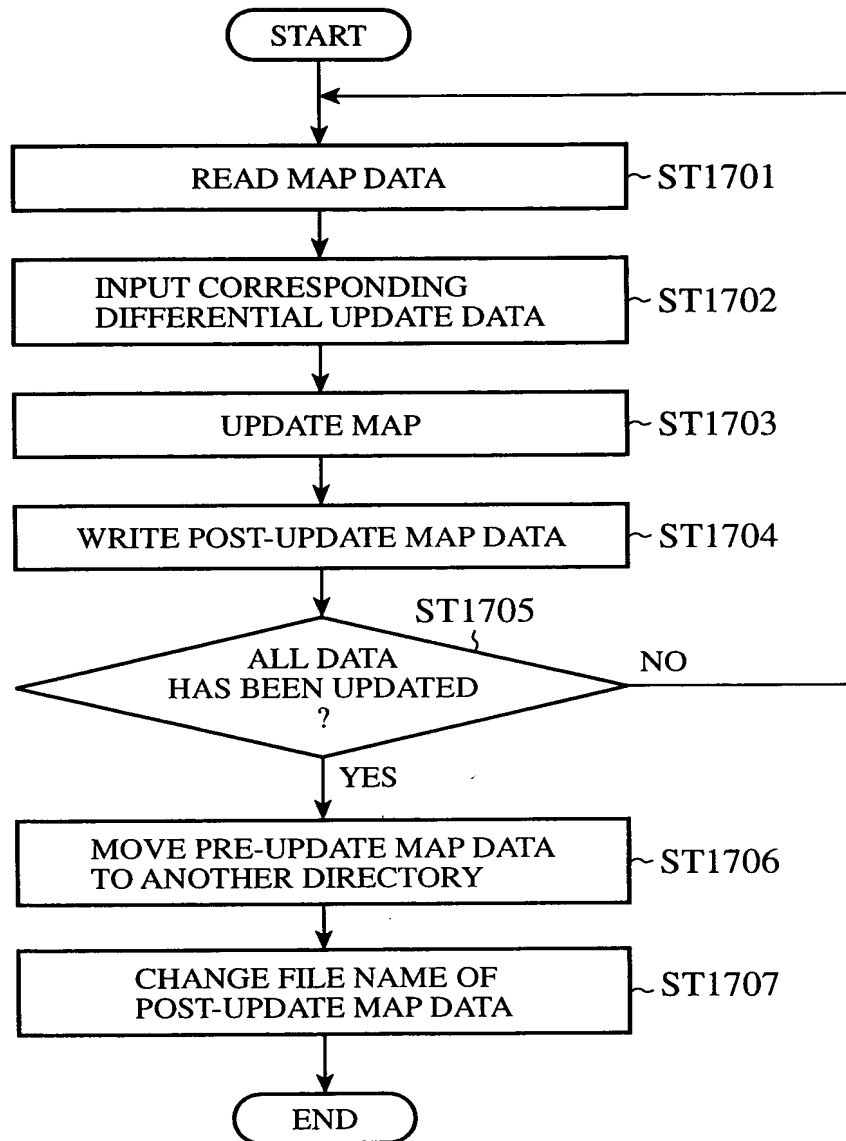 START
READ MAP DATA
ST1701
INPUT CORRESPONDING
DIFFERENTIAL UPDATE DATA
ST1702
UPDATE MAP
ST1703
WRITE POST-UPDATE MAP DATA
ST1704
ST1705
ALL DATA
HAS BEEN UPDATED
?
NO
YES
MOVE PRE-UPDATE MAP DATA
TO ANOTHER DIRECTORY
ST1706
CHANGE FILE NAME OF
POST-UPDATE MAP DATA
ST1707
END